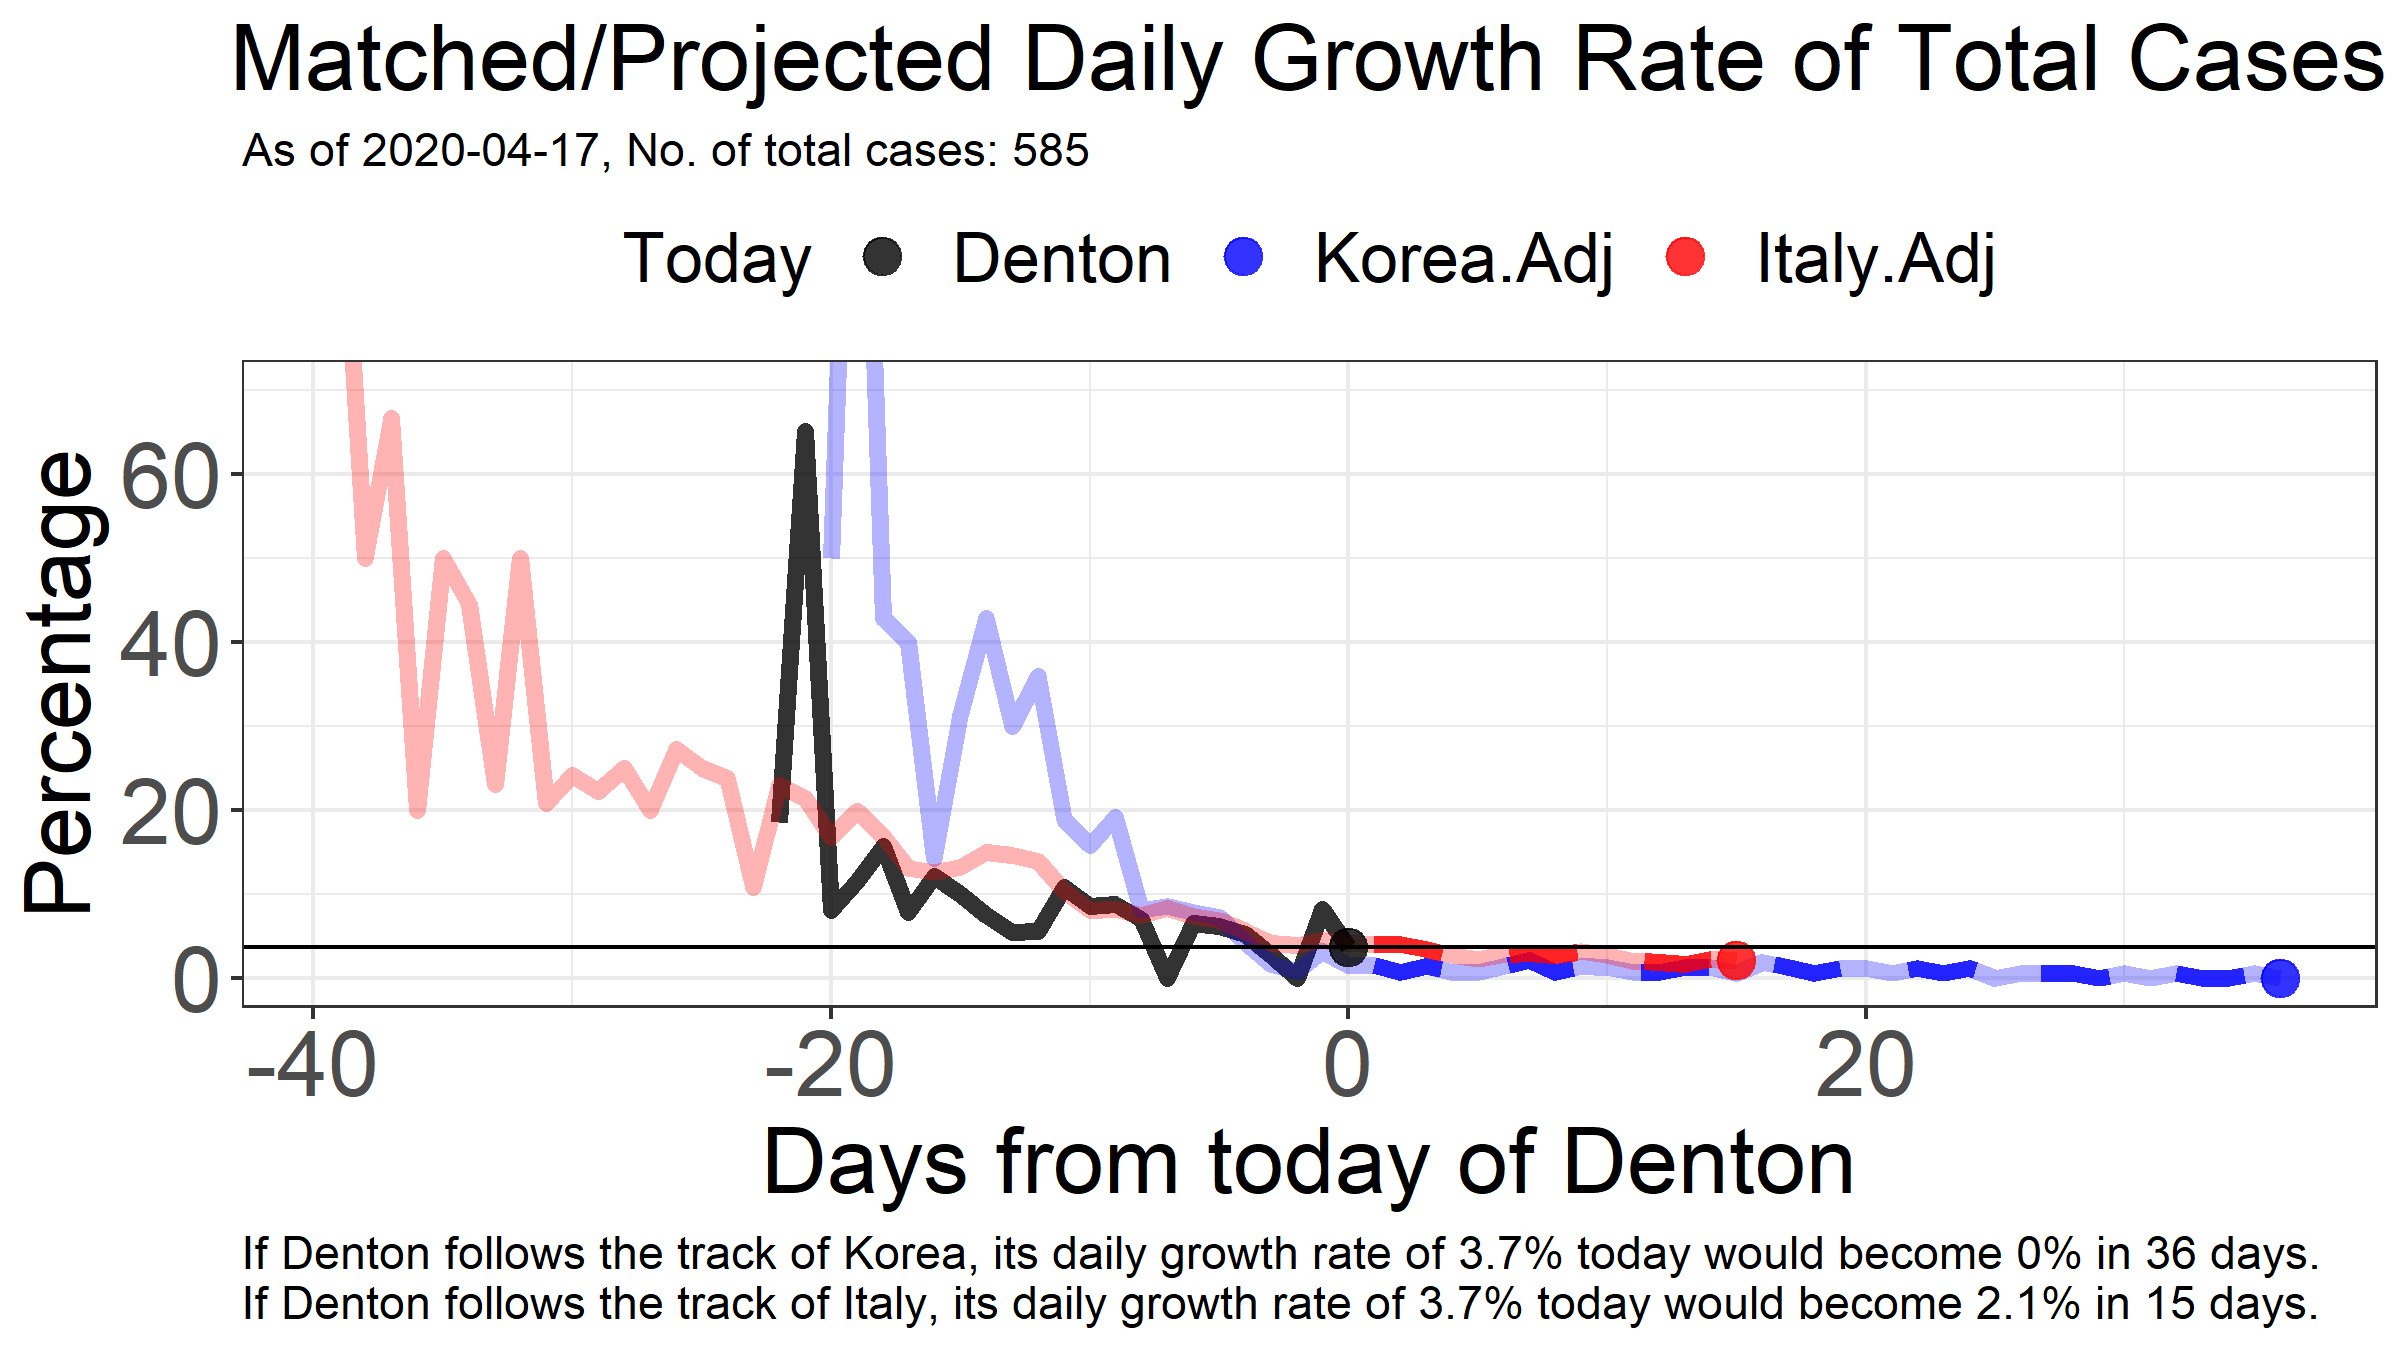 Matched/Projected Daily Growth Rate of Total Cases
As of 2020-04-17, No. of total cases: 585
Today Denton Korea.Adj Italy.Adj
Percentage
60
40
20
0
-40 -20 0 20
Days from today of Denton
If Denton follows the track of Korea, its daily growth rate of 3.7% today would become 0% in 36 days.
If Denton follows the track of Italy, its daily growth rate of 3.7% today would become 2.1% in 15 days.